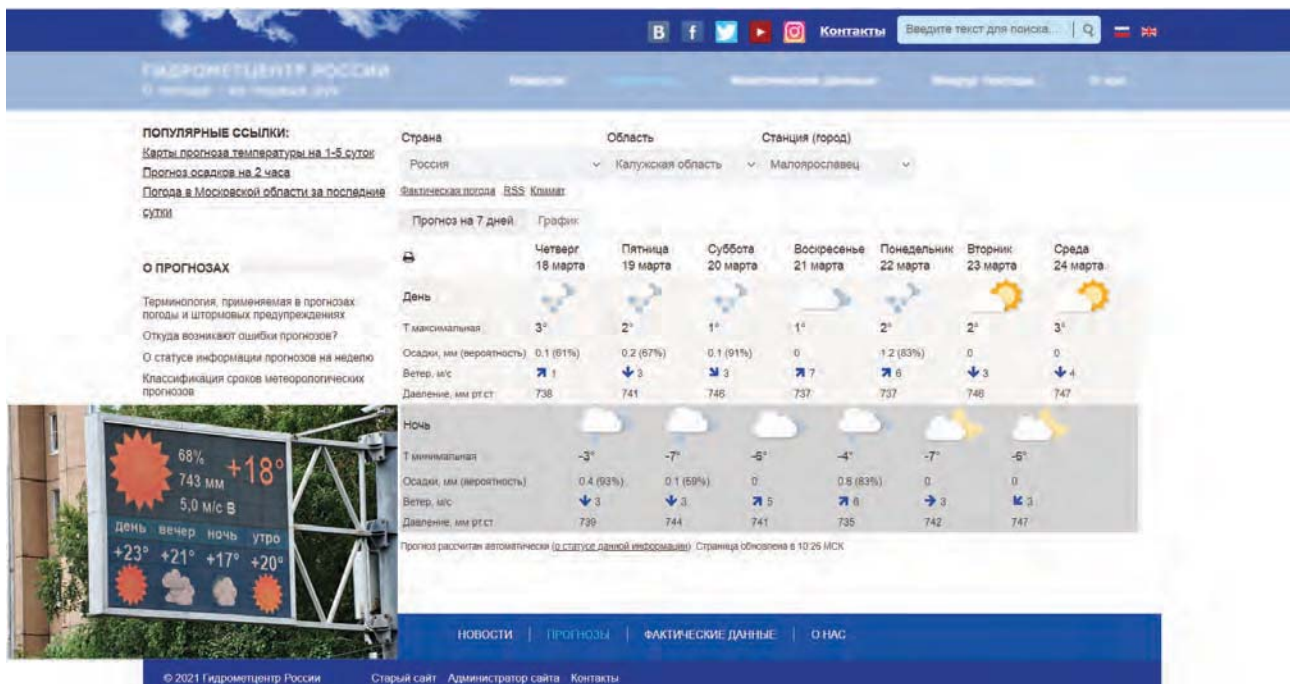 В f Контакты Введите текст для поиска...
ГИДРОМЕТЦЕНТР РОССИИ
ПОПУЛЯРНЫЕ ССЫЛКИ:
Карты прогноза температуры на 1-5 суток
Прогноз осадков на 2 часа
Погода в Московской области за последние
сутки
О ПРОГНОЗАХ
Терминология, применяемая в прогнозах
погоды и штормовых предупреждениях
Откуда возникают ошибки прогнозов?
О статусе информации прогнозов на неделю
Классификация сроков метеорологических
прогнозов
Страна Область Станция (город)
Россия Калужская область Малоярославец
Фактическая погода RSS Климат
Прогноз на 7 дней График
Четверг Пятница Суббота Воскресенье Понедельник Вторник Среда
18 марта 19 марта 20 марта 21 марта 22 марта 23 марта 24 марта
День
Т максимальная 3° 2° 1° 1° 2° 2° 3°
Осадки, мм (вероятность) 0.1 (61%) 0.2 (67%) 0.1 (91%) 0 1.2 (83%) 0 0
Ветер, м/с 1 3 3 7 6 3 4
Давление, мм рт.ст 738 741 746 737 737 746 747
Ночь
Т минимальная -3° -7° -6° -4° -7° -6°
Осадки, мм (вероятность) 0.4 (93%) 0.1 (59%) 0 0.6 (83%) 0 0
Ветер, м/с 3 3 5 6 3 3
Давление, мм рт.ст 739 744 741 735 742 747
Прогноз рассчитан автоматически (о статусе данной информации) Страница обновлена в 10:26 МСК
68% +18°
743 мм
5,0 м/с В
день вечер ночь утро
+23° +21° +17° +20°
НОВОСТИ | ПРОГНОЗЫ | ФАКТИЧЕСКИЕ ДАННЫЕ | О НАС
© 2021 Гидрометцентр России Старый сайт Администратор сайта Контакты